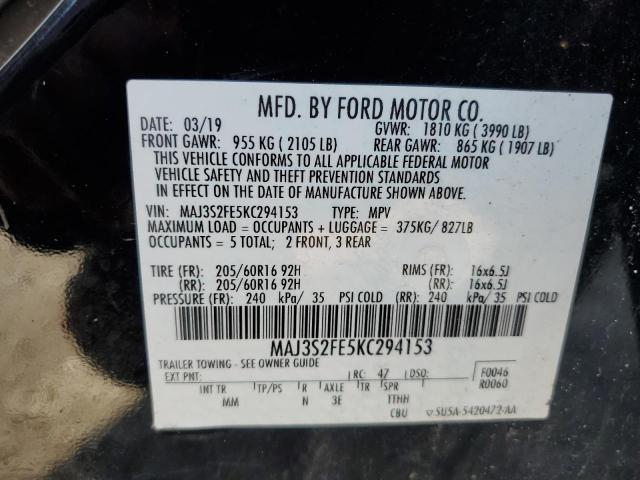 MFD. BY FORD MOTOR CO.
DATE: 03/19 GVWR: 1810 KG ( 3990 LB)
FRONT GAWR: 955 KG ( 2105 LB) REAR GAWR: 865 KG ( 1907 LB)
THIS VEHICLE CONFORMS TO ALL APPLICABLE FEDERAL MOTOR
VEHICLE SAFETY AND THEFT PREVENTION STANDARDS
IN EFFECT ON THE DATE OF MANUFACTURE SHOWN ABOVE.
VIN: MAJ3S2FE5KC294153 TYPE: MPV
MAXIMUM LOAD = OCCUPANTS + LUGGAGE = 375KG/ 827LB
OCCUPANTS = 5 TOTAL; 2 FRONT, 3 REAR
TIRE (FR): 205/60R16 92H RIMS (FR): 16x6.5J
(RR): 205/60R16 92H (RR): 16x6.5J
PRESSURE (FR): 240 kPa/ 35 PSI COLD (RR): 240 kPa/ 35 PSI COLD
MAJ3S2FE5KC294153
TRAILER TOWING - SEE OWNER GUIDE
EXT PNT: RC: 47 DSO: F0046
R0060
INT TR TP/PS R AXLE TR SPR
MM N 3E TTHH
CBU SU5A-5420472-AA